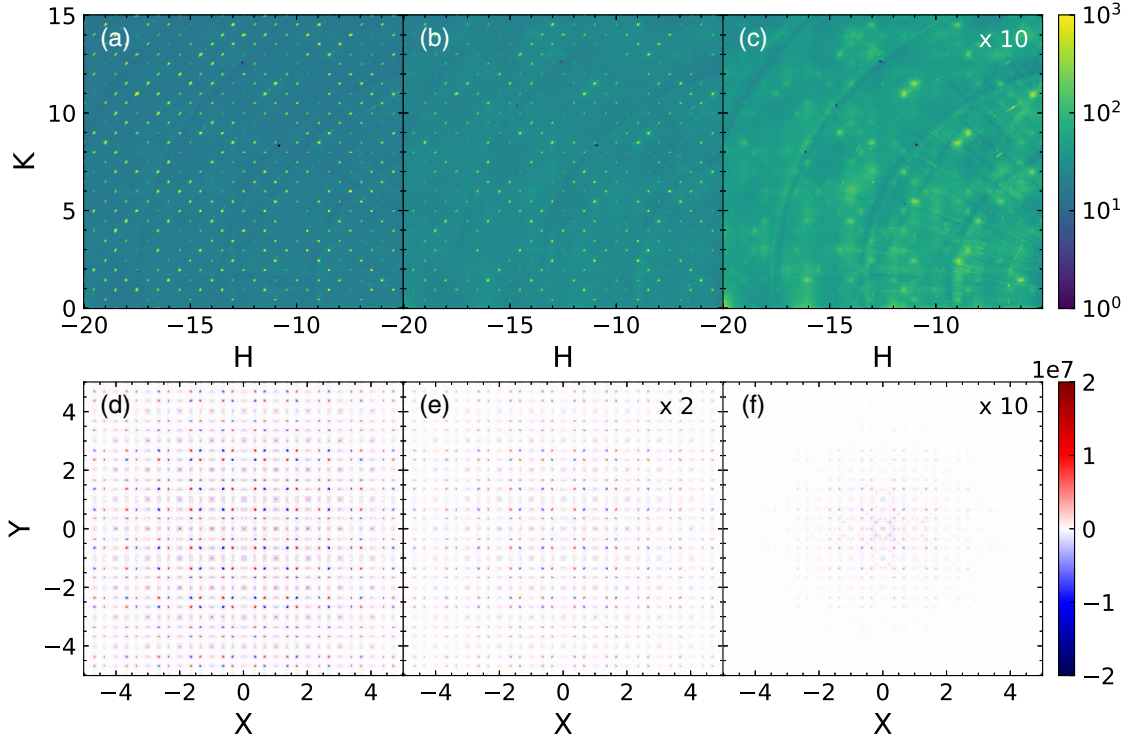 (a) (b) (c) x 10
15
10
5
0
K
−20 −15 −10 −20 −15 −10 −20 −15 −10
H H H
10³
10²
10¹
10⁰
(d) (e) x 2 (f) x 10
4
2
0
−2
−4
Y
−4 −2 0 2 4 −4 −2 0 2 4 −4 −2 0 2 4
X X X
1e7
2
1
0
−1
−2